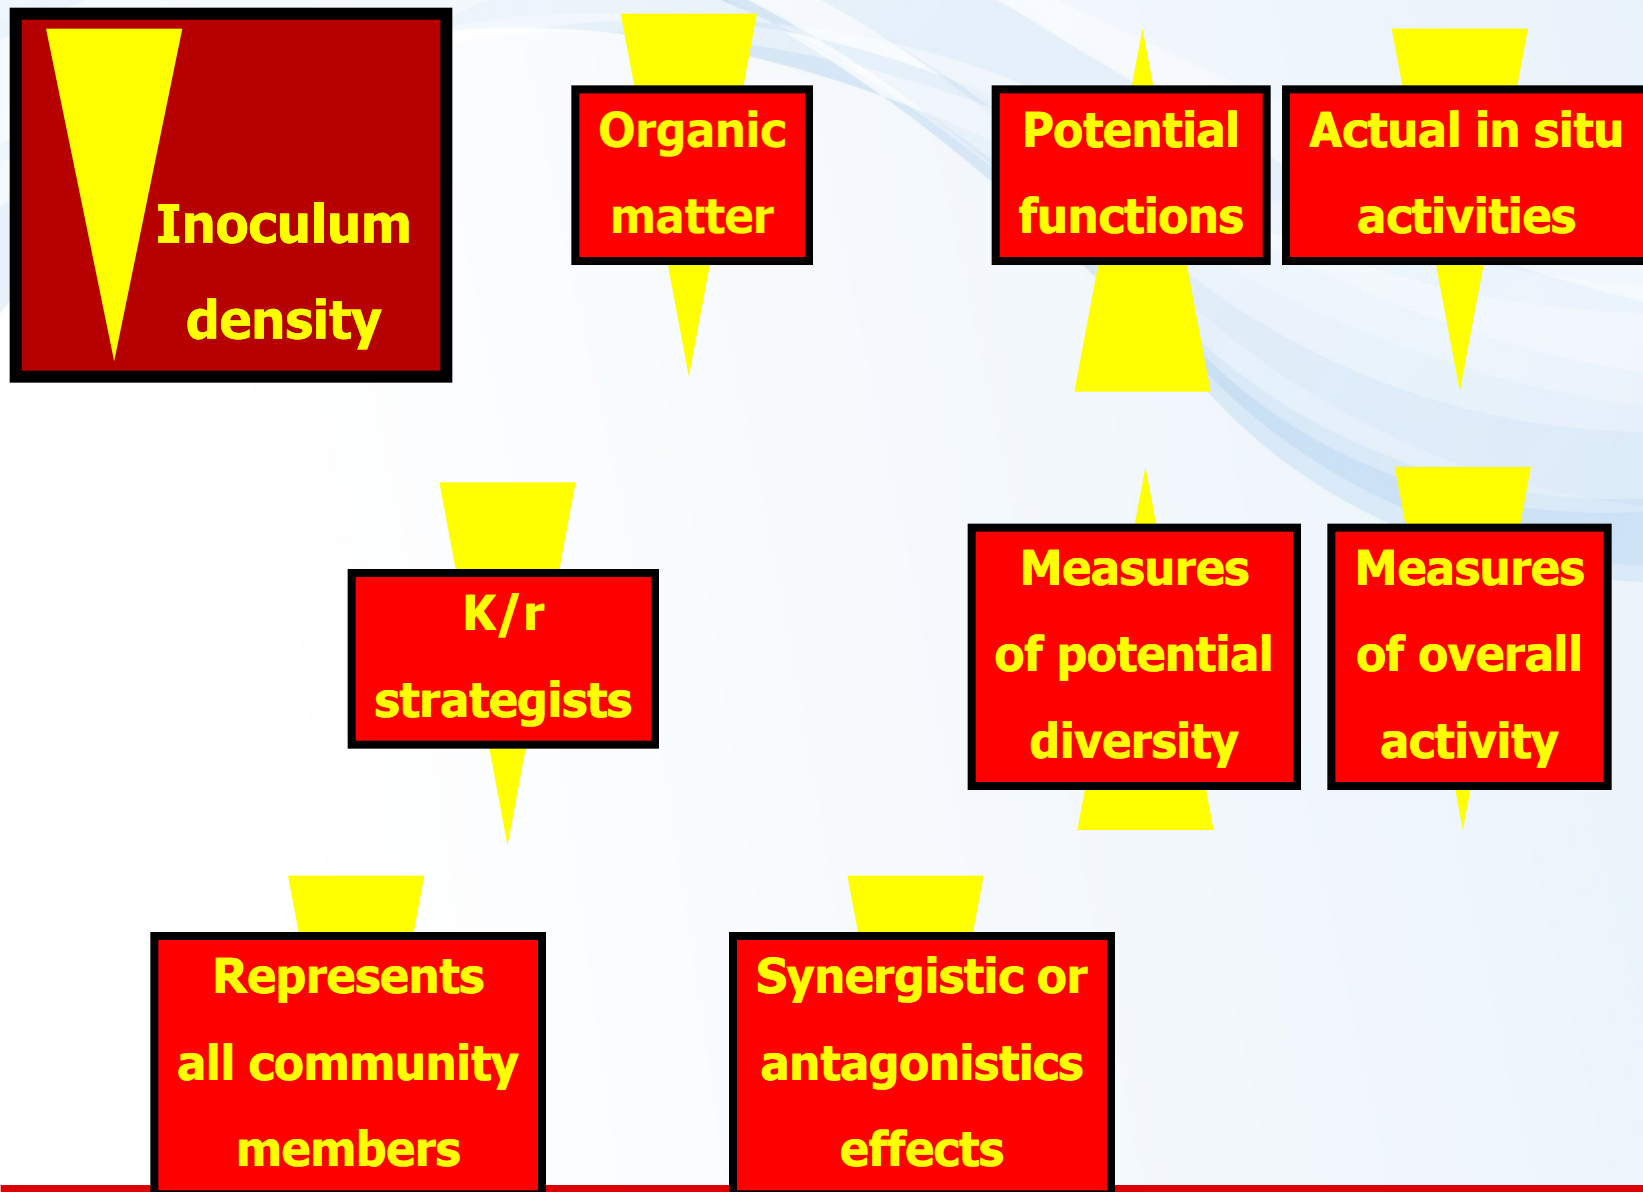 Inoculum
density
Organic
matter
Potential
functions
Actual in situ
activities
K/r
strategists
Measures
of potential
diversity
Measures
of overall
activity
Represents
all community
members
Synergistic or
antagonistics
effects